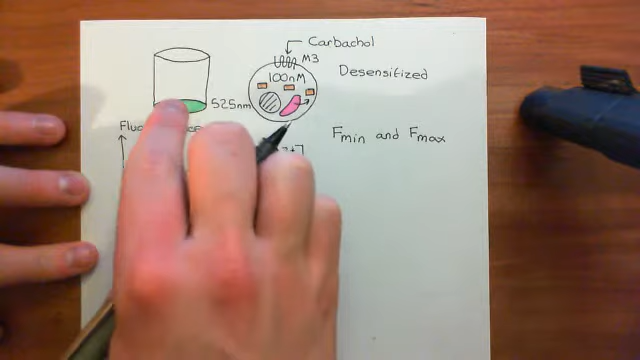 Carbachol
M3
100nM
Desensitized
525nm
Fmin and Fmax